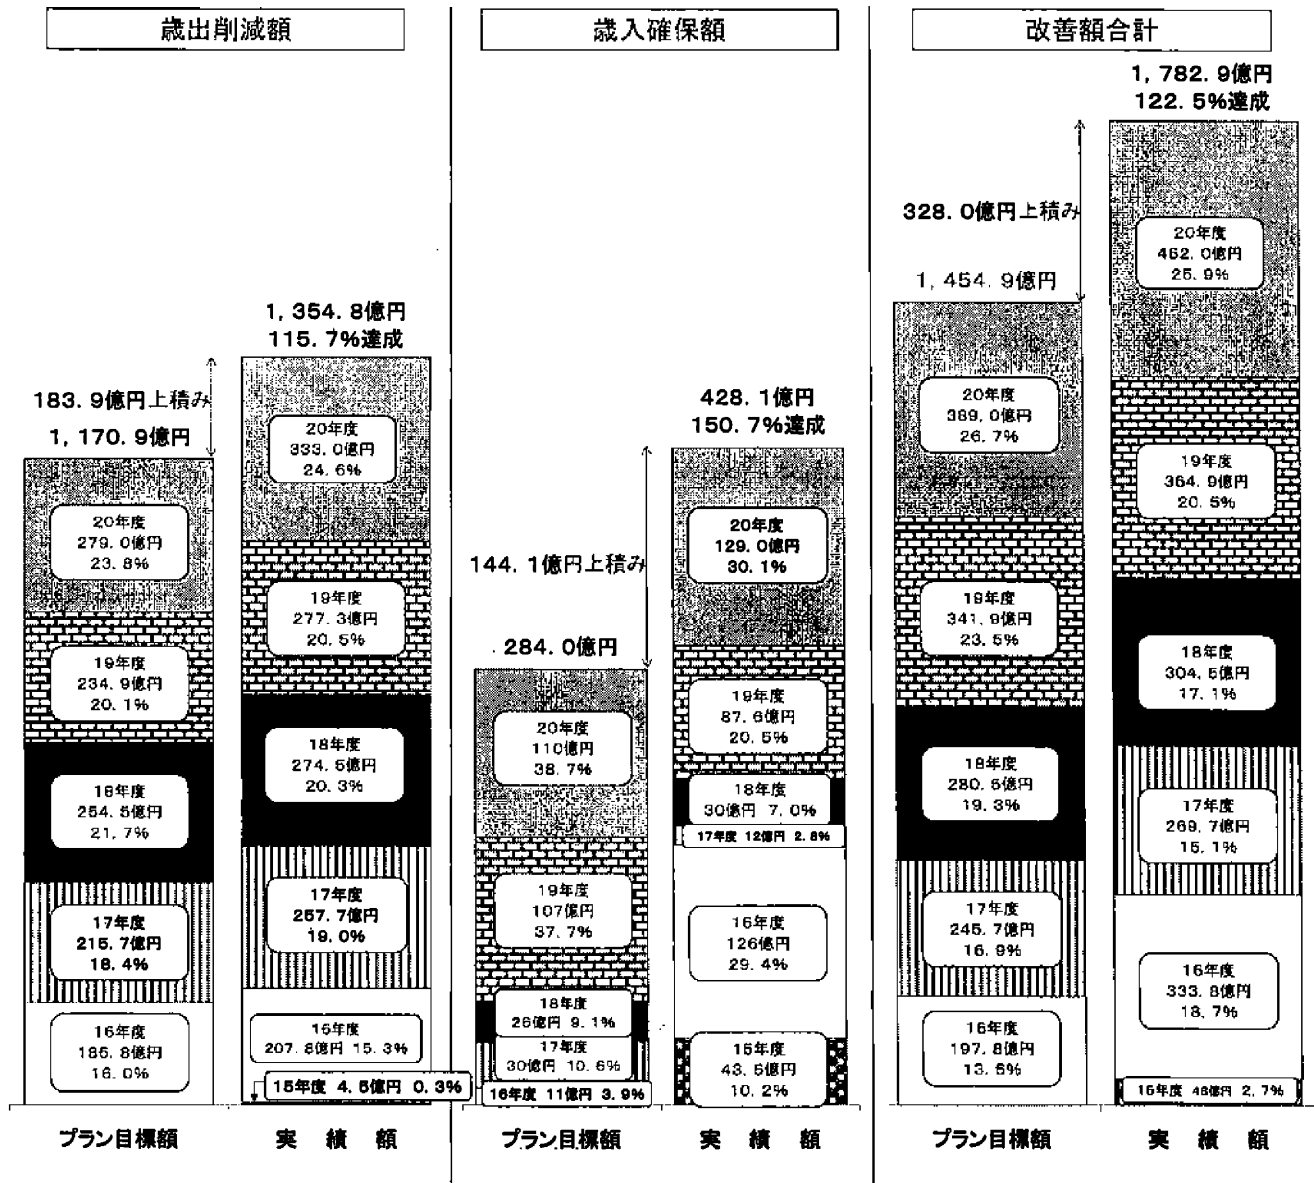 歳出削減額
1, 354. 8億円
115. 7%達成
183. 9億円上積み
1, 170. 9億円
20年度
279. 0億円
23. 8%
19年度
234. 9億円
20. 1%
18年度
254. 5億円
21. 7%
17年度
215. 7億円
18. 4%
16年度
185. 8億円
16. 0%
プラン目標額
20年度
333. 0億円
24. 6%
19年度
277. 3億円
20. 5%
18年度
274. 5億円
20. 3%
17年度
257. 7億円
19. 0%
16年度
207. 8億円 15. 3%
15年度 4. 5億円 0. 3%
実 績 額
歳入確保額
428. 1億円
150. 7%達成
144. 1億円上積み
284. 0億円
20年度
110億円
38. 7%
19年度
107億円
37. 7%
18年度
26億円 9. 1%
17年度
30億円 10. 6%
16年度 11億円 3. 9%
プラン目標額
20年度
129. 0億円
30. 1%
19年度
87. 6億円
20. 5%
18年度
30億円 7. 0%
17年度 12億円 2. 8%
16年度
126億円
29. 4%
15年度
43. 5億円
10. 2%
実 績 額
改善額合計
1, 782. 9億円
122. 5%達成
328. 0億円上積み
1, 454. 9億円
20年度
389. 0億円
26. 7%
19年度
341. 9億円
23. 5%
18年度
280. 5億円
19. 3%
17年度
245. 7億円
16. 9%
16年度
197. 8億円
13. 6%
プラン目標額
20年度
462. 0億円
25. 9%
19年度
364. 9億円
20. 5%
18年度
304. 5億円
17. 1%
17年度
269. 7億円
15. 1%
16年度
333. 8億円
18. 7%
15年度 48億円 2. 7%
実 績 額